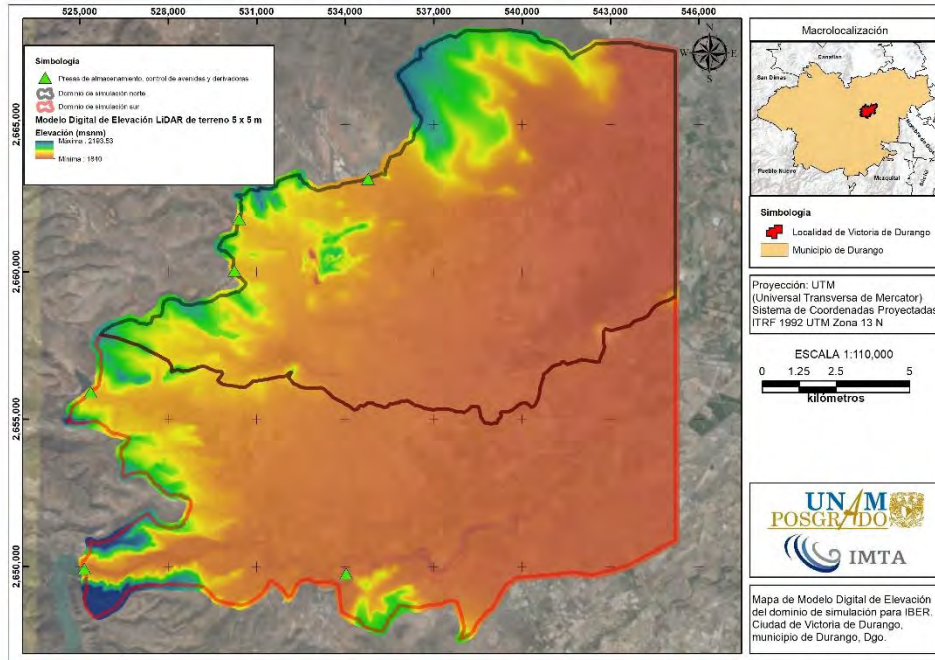 525,000 528,000 531,000 534,000 537,000 540,000 543,000 546,000
2,665,000
2,660,000
2,655,000
2,650,000
Simbología
Presas de almacenamiento, control de avenidas y derivadoras
Dominio de simulación norte
Dominio de simulación sur
Modelo Digital de Elevación LiDAR de terreno 5 x 5 m
Elevación (msnm)
Máxima : 2193.53
Mínima : 1840
N
W E
S
Macrolocalización
Canatlán
San Dimas
Pueblo Nuevo
Mezquital
Simbología
Localidad de Victoria de Durango
Municipio de Durango
Proyección: UTM
(Universal Transversa de Mercator)
Sistema de Coordenadas Proyectadas
ITRF 1992 UTM Zona 13 N
ESCALA 1:110,000
0 1.25 2.5 5
kilómetros
UNAM
POSGRADO
IMTA
Mapa de Modelo Digital de Elevación
del dominio de simulación para IBER.
Ciudad de Victoria de Durango,
municipio de Durango, Dgo.